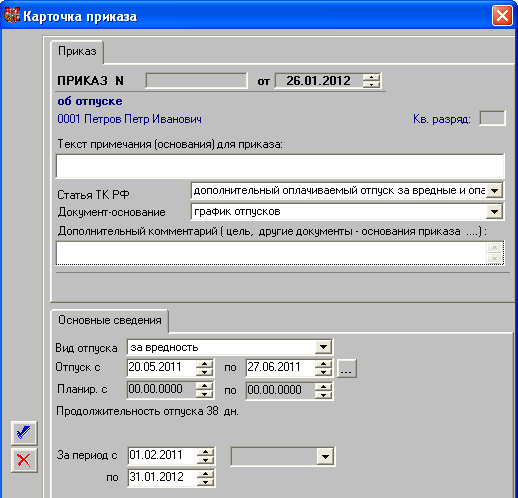 Карточка приказа
Приказ
ПРИКАЗ N от 26.01.2012
об отпуске
0001 Петров Петр Иванович Кв. разряд:
Текст примечания (основания) для приказа:
Статья ТК РФ дополнительный оплачиваемый отпуск за вредные и опа
Документ-основание график отпусков
Дополнительный комментарий ( цель, другие документы - основания приказа ....) :
Основные сведения
Вид отпуска за вредность
Отпуск с 20.05.2011 по 27.06.2011 ...
Планир. с 00.00.0000 по 00.00.0000
Продолжительность отпуска 38 дн.
За период с 01.02.2011
по 31.01.2012